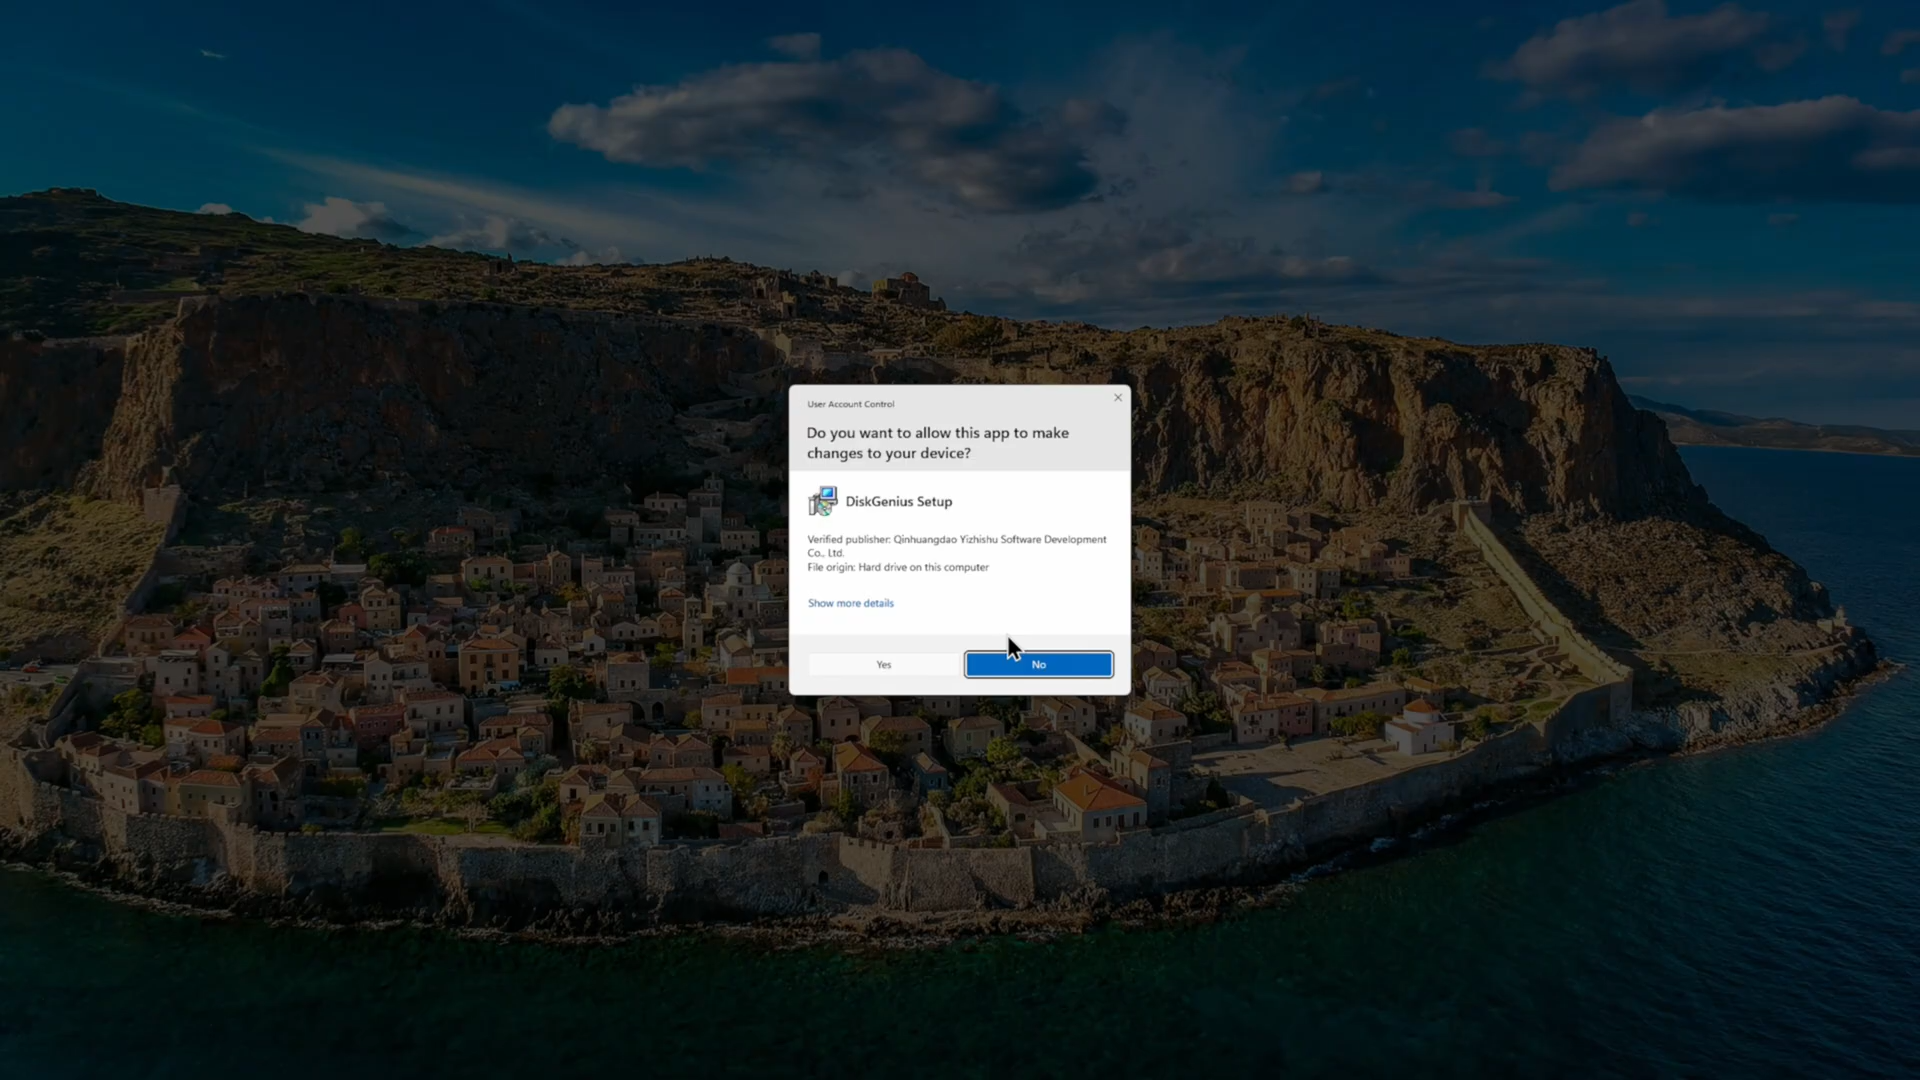 User Account Control
Do you want to allow this app to make
changes to your device?
DiskGenius Setup
Verified publisher: Qinhuangdao Yizhishu Software Development
Co., Ltd.
File origin: Hard drive on this computer
Show more details
Yes
No